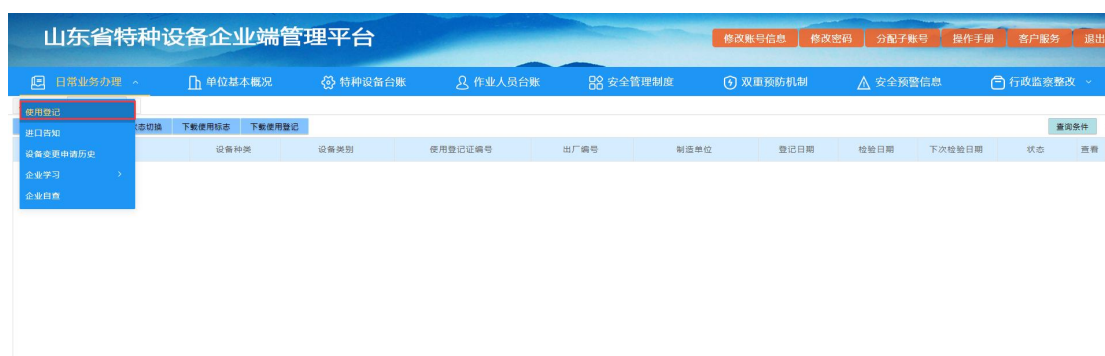 山东省特种设备企业端管理平台
修改账号信息 修改密码 分配子账号 操作手册 客户服务 退出
日常业务办理 单位基本概况 特种设备台账 作业人员台账 安全管理制度 双重预防机制 安全预警信息 行政监察整改
使用登记
态切换 下载使用标志 下载使用登记 查询条件
进口告知
设备种类 设备类别 使用登记证编号 出厂编号 制造单位 登记日期 检验日期 下次检验日期 状态 查看
设备变更申请历史
企业学习
企业自查